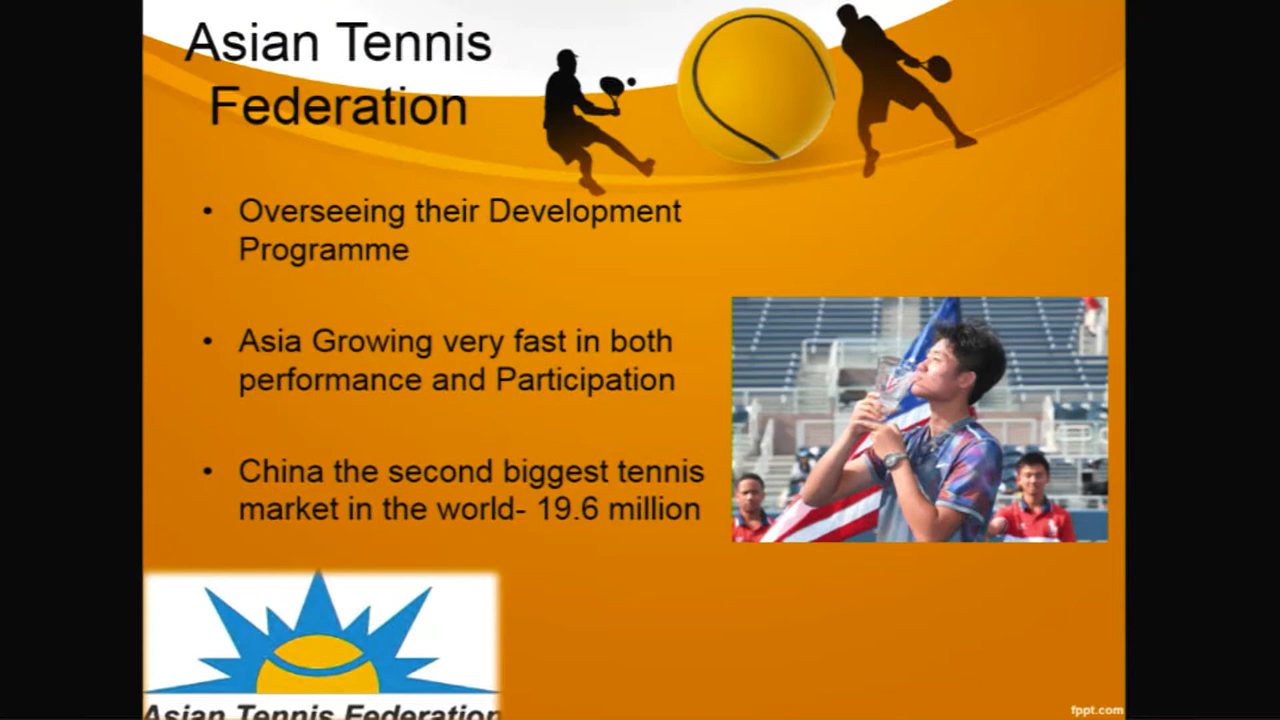 Asian Tennis
Federation
• Overseeing their Development
Programme
• Asia Growing very fast in both
performance and Participation
• China the second biggest tennis
market in the world- 19.6 million
Asian Tennis Federation
fppt.com